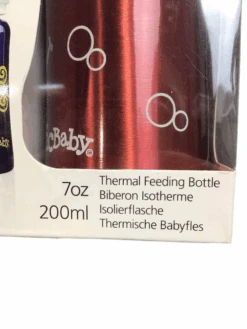 cBaby©
7oz Thermal Feeding Bottle
Biberon Isotherme
200ml Isolierflasche
Thermische Babyfles